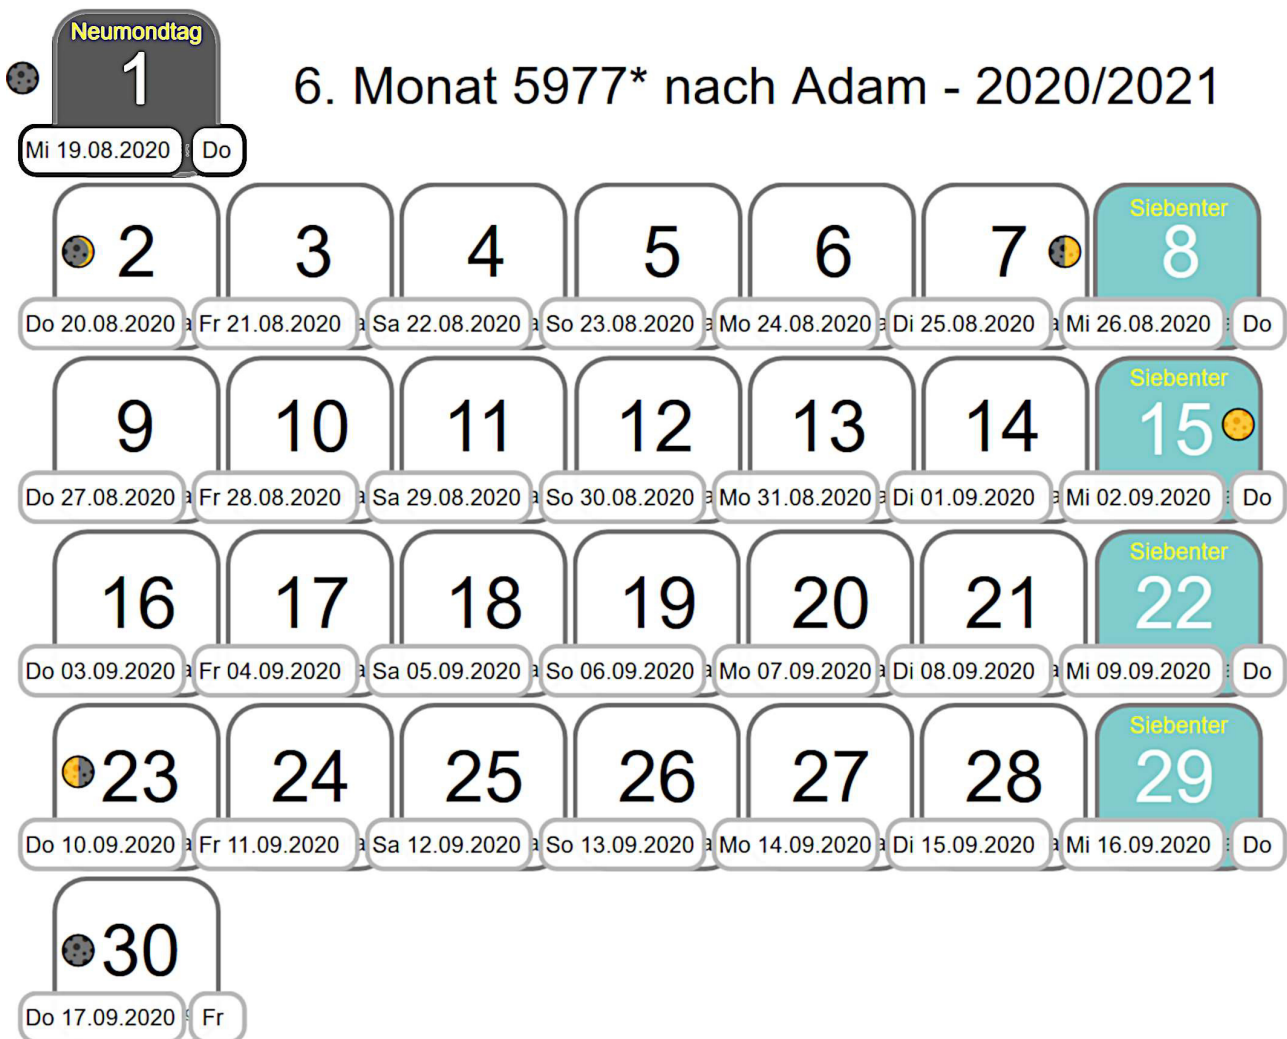 Neumondtag
1
6. Monat 5977* nach Adam - 2020/2021
Mi 19.08.2020 Do
2 3 4 5 6 7 Siebenter 8
Do 20.08.2020 Fr 21.08.2020 Sa 22.08.2020 So 23.08.2020 Mo 24.08.2020 Di 25.08.2020 Mi 26.08.2020 Do
Siebenter
9 10 11 12 13 14 15
Do 27.08.2020 Fr 28.08.2020 Sa 29.08.2020 So 30.08.2020 Mo 31.08.2020 Di 01.09.2020 Mi 02.09.2020 Do
Siebenter
16 17 18 19 20 21 22
Do 03.09.2020 Fr 04.09.2020 Sa 05.09.2020 So 06.09.2020 Mo 07.09.2020 Di 08.09.2020 Mi 09.09.2020 Do
Siebenter
23 24 25 26 27 28 29
Do 10.09.2020 Fr 11.09.2020 Sa 12.09.2020 So 13.09.2020 Mo 14.09.2020 Di 15.09.2020 Mi 16.09.2020 Do
30
Do 17.09.2020 Fr